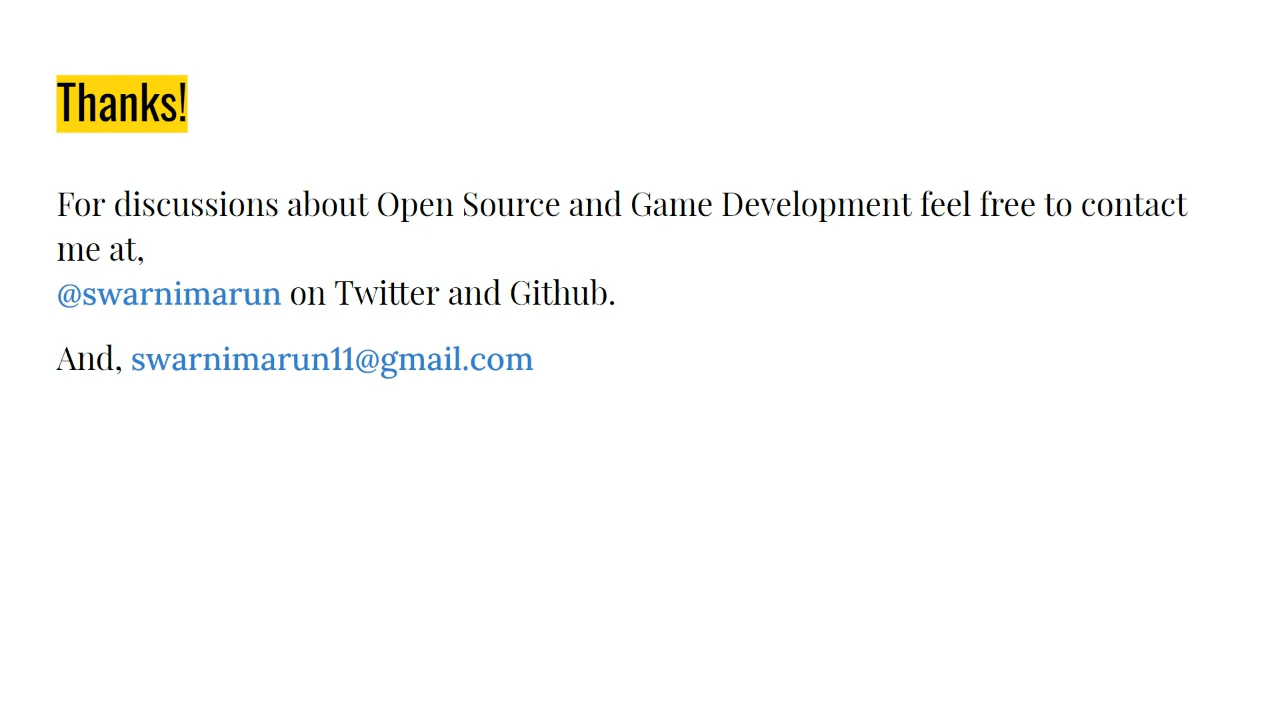 Thanks!
For discussions about Open Source and Game Development feel free to contact
me at,
@swarnimarun on Twitter and Github.
And, swarnimarun11@gmail.com